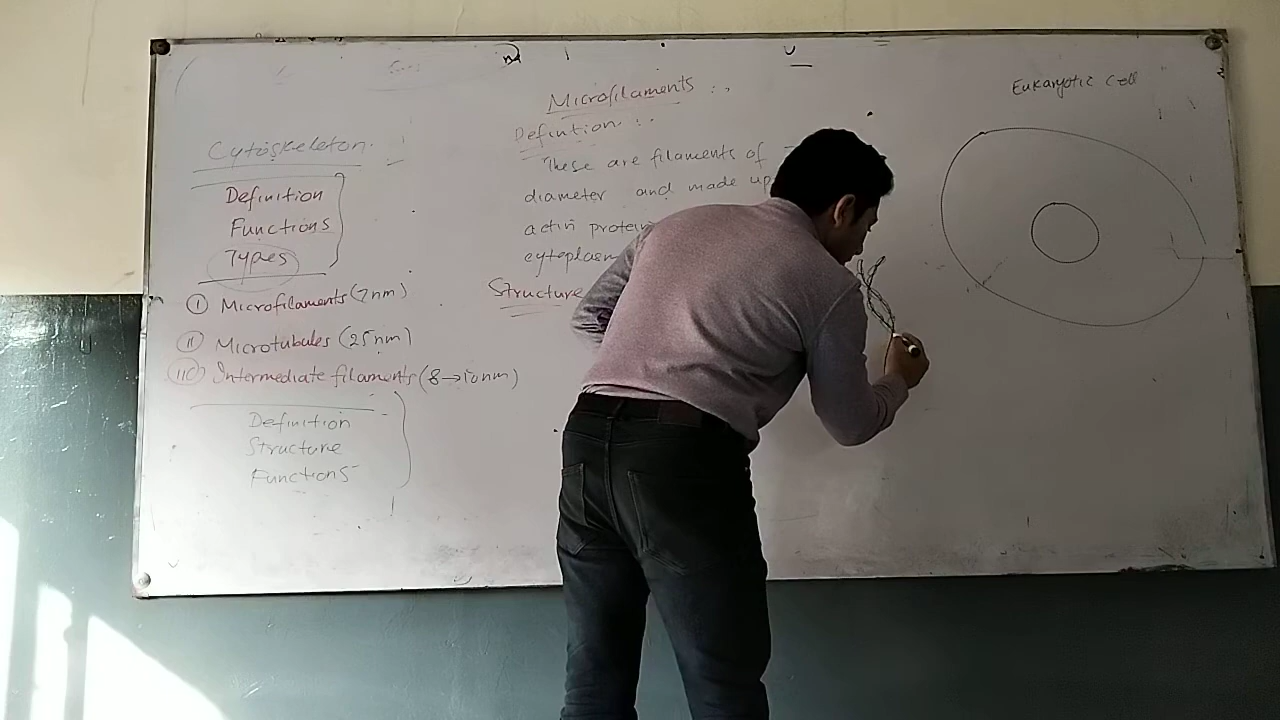 Cytoskeleton
Definition
Functions
Types
I Microfilaments (7nm)
II Microtubules (25nm)
III Intermediate filaments (8→10nm)
Definition
Structure
Functions
Microfilaments :.
Defintion :.
These are filaments of
diameter and made up
actin protein
cytoplasm
Structure
Eukaryotic Cell